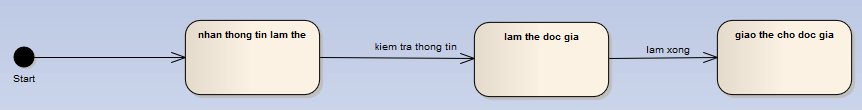 Start
nhan thong tin lam the
kiem tra thong tin
lam the doc gia
lam xong
giao the cho doc gia